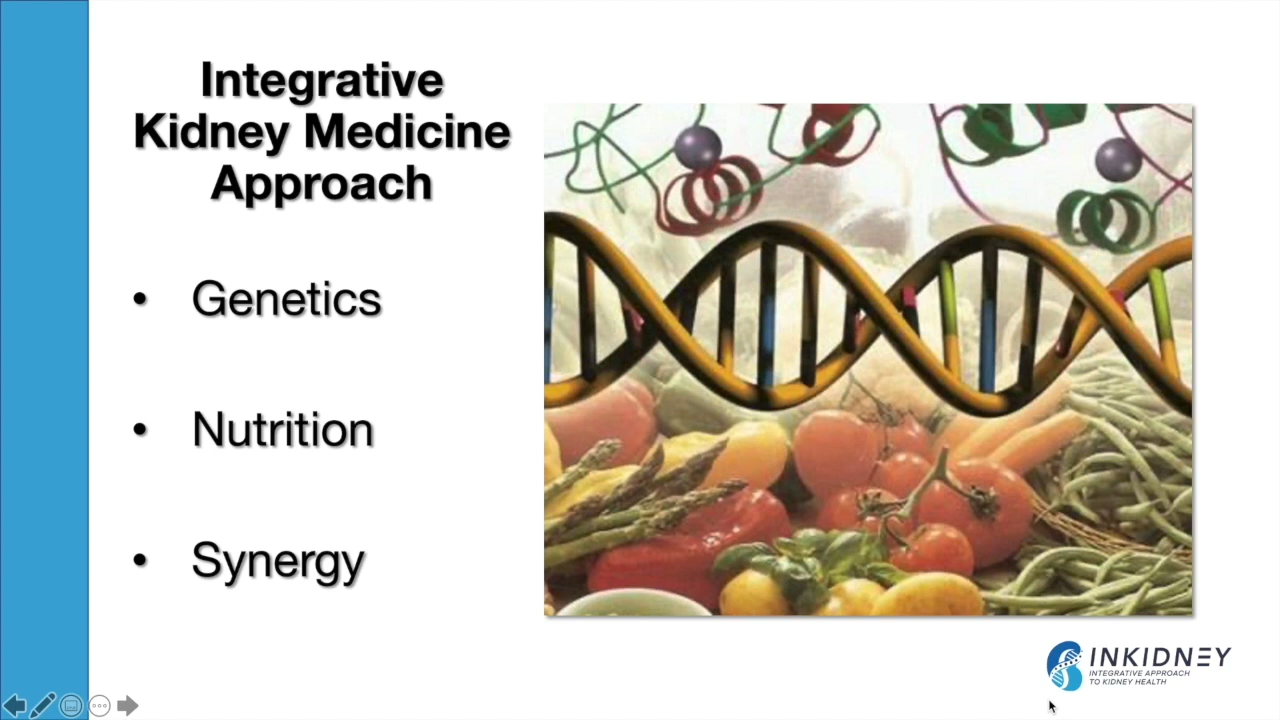 Integrative
Kidney Medicine
Approach
• Genetics
• Nutrition
• Synergy
INKIDNEY
INTEGRATIVE APPROACH
TO KIDNEY HEALTH